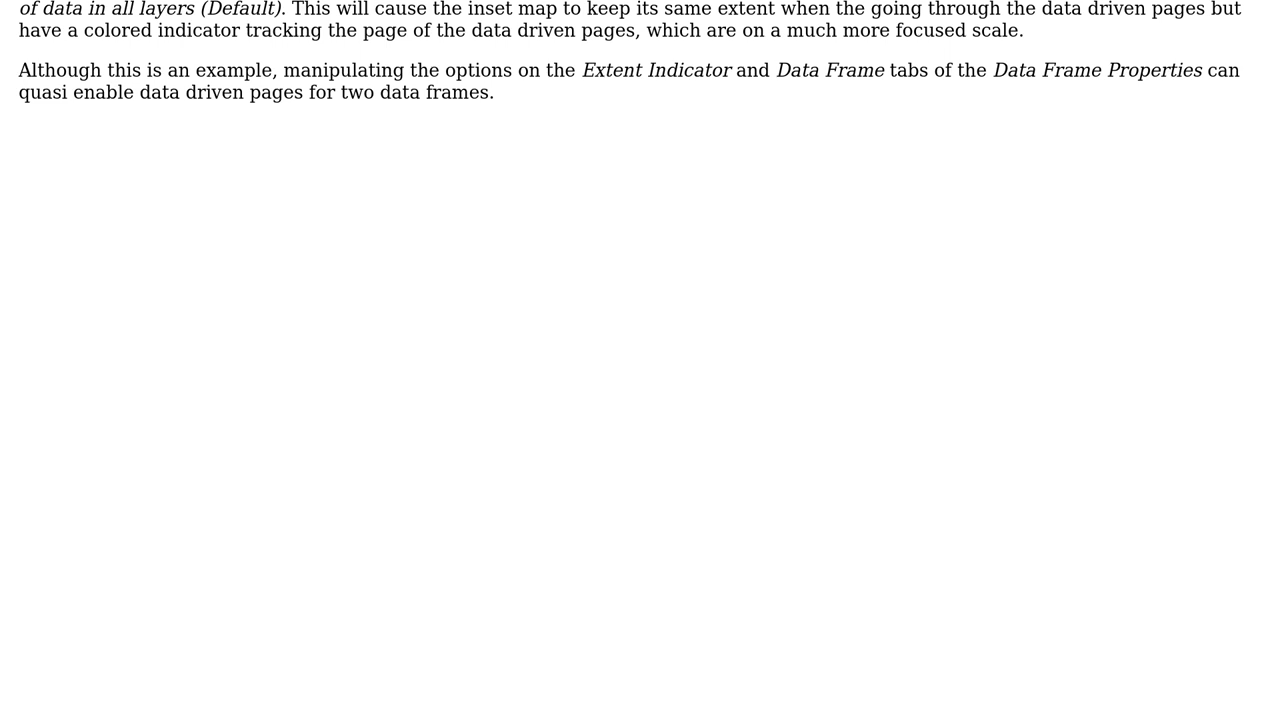 of data in all layers (Default). This will cause the inset map to keep its same extent when the going through the data driven pages but
have a colored indicator tracking the page of the data driven pages, which are on a much more focused scale.
Although this is an example, manipulating the options on the Extent Indicator and Data Frame tabs of the Data Frame Properties can
quasi enable data driven pages for two data frames.